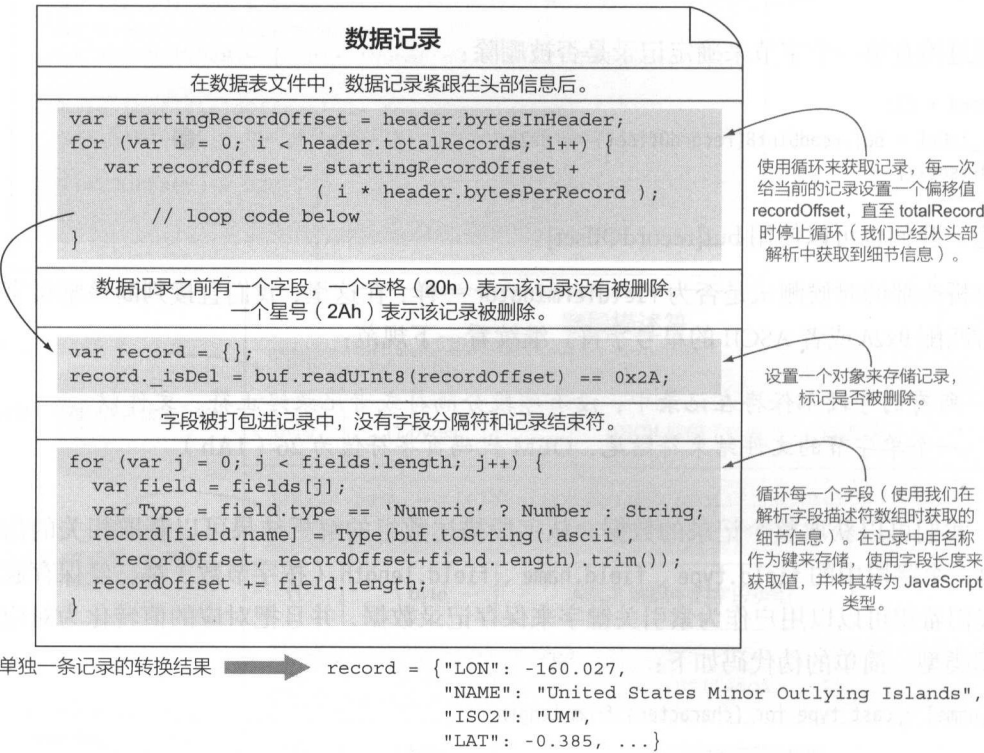 数据记录
在数据表文件中，数据记录紧跟在头部信息后。
var startingRecordOffset = header.bytesInHeader;
for (var i = 0; i < header.totalRecords; i++) {
var recordOffset = startingRecordOffset +
( i * header.bytesPerRecord );
// loop code below
}
使用循环来获取记录，每一次
给当前的记录设置一个偏移值
recordOffset，直至 totalRecord
时停止循环（我们已经从头部
解析中获取到细节信息）。
数据记录之前有一个字段，一个空格（20h）表示该记录没有被删除，
一个星号（2Ah）表示该记录被删除。
var record = {};
record._isDel = buf.readUInt8(recordOffset) == 0x2A;
设置一个对象来存储记录，
标记是否被删除。
字段被打包进记录中，没有字段分隔符和记录结束符。
for (var j = 0; j < fields.length; j++) {
var field = fields[j];
var Type = field.type == ‘Numeric’ ? Number : String;
record[field.name] = Type(buf.toString('ascii',
recordOffset, recordOffset+field.length).trim());
recordOffset += field.length;
}
循环每一个字段（使用我们在
解析字段描述符数组时获取的
细节信息）。在记录中用名称
作为键来存储，使用字段长度来
获取值，并将其转为 JavaScript
类型。
单独一条记录的转换结果
record = {"LON": -160.027,
"NAME": "United States Minor Outlying Islands",
"ISO2": "UM",
"LAT": -0.385, ...}